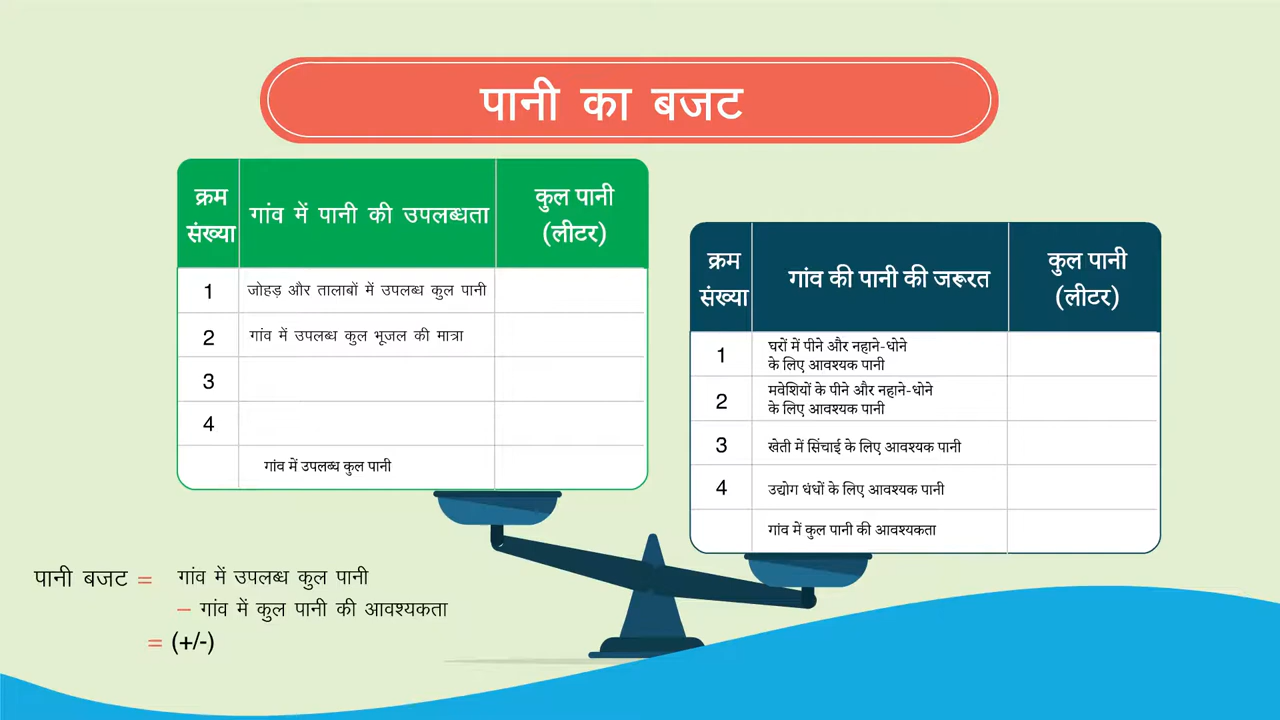 पानी का बजट
क्रम संख्या
गांव में पानी की उपलब्धता
कुल पानी
(लीटर)
1 जोहड़ और तालाबों में उपलब्ध कुल पानी
2 गांव में उपलब्ध कुल भूजल की मात्रा
3
4
गांव में उपलब्ध कुल पानी
क्रम संख्या
गांव की पानी की जरूरत
कुल पानी
(लीटर)
1 घरों में पीने और नहाने-धोने
के लिए आवश्यक पानी
2 मवेशियों के पीने और नहाने-धोने
के लिए आवश्यक पानी
3 खेती में सिंचाई के लिए आवश्यक पानी
4 उद्योग धंधों के लिए आवश्यक पानी
गांव में कुल पानी की आवश्यकता
पानी बजट = गांव में उपलब्ध कुल पानी
– गांव में कुल पानी की आवश्यकता
= (+/-)